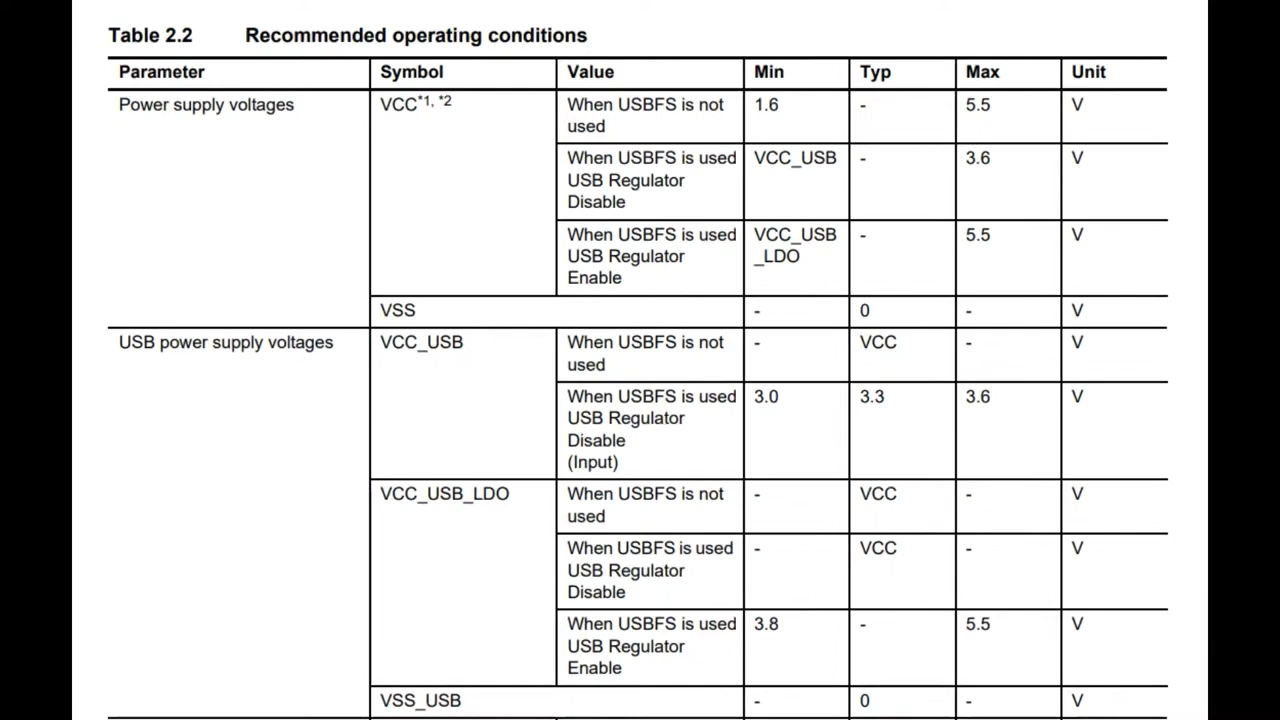 Table 2.2 Recommended operating conditions
Parameter Symbol Value Min Typ Max Unit
Power supply voltages VCC*1, *2 When USBFS is not used 1.6 - 5.5 V
When USBFS is used USB Regulator Disable VCC_USB - 3.6 V
When USBFS is used USB Regulator Enable VCC_USB_LDO - 5.5 V
VSS - 0 - V
USB power supply voltages VCC_USB When USBFS is not used - VCC - V
When USBFS is used USB Regulator Disable (Input) 3.0 3.3 3.6 V
VCC_USB_LDO When USBFS is not used - VCC - V
When USBFS is used USB Regulator Disable - VCC - V
When USBFS is used USB Regulator Enable 3.8 - 5.5 V
VSS_USB - 0 - V